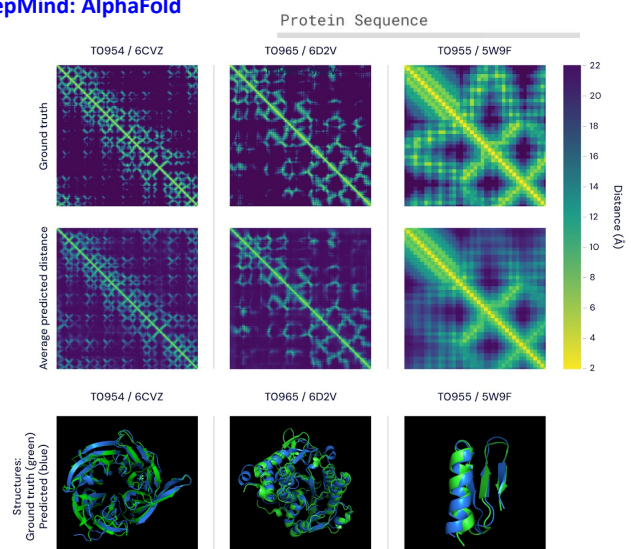 epMind: AlphaFold
Protein Sequence
TO954 / 6CVZ
TO965 / 6D2V
TO955 / 5W9F
Ground truth
22
20
18
16
14
12
10
8
6
4
2
Distance (Å)
Average predicted distance
TO954 / 6CVZ
TO965 / 6D2V
TO955 / 5W9F
Structures:
Ground truth (green)
Predicted (blue)